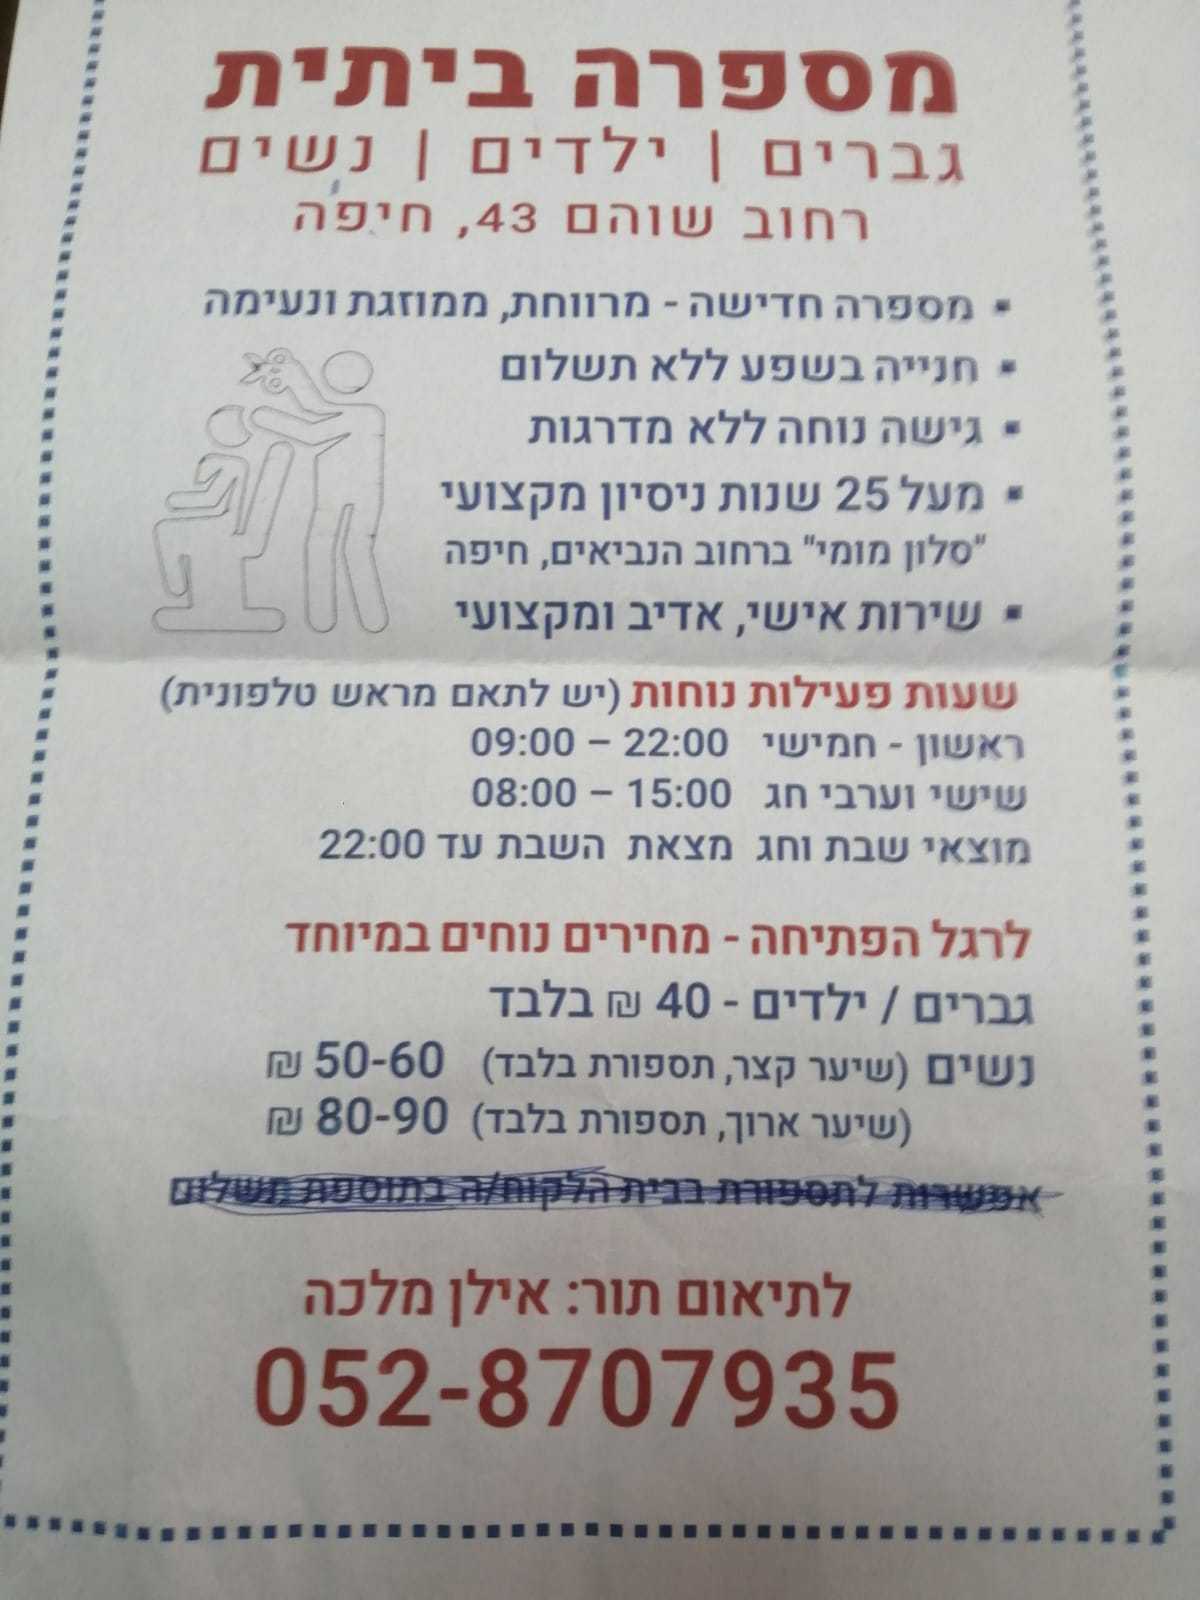 מספרה ביתית
גברים | ילדים | נשים
רחוב שוהם 43, חיפה
▪ מספרה חדישה - מרווחת, ממוזגת ונעימה
▪ חנייה בשפע ללא תשלום
▪ גישה נוחה ללא מדרגות
▪ מעל 25 שנות ניסיון מקצועי
"סלון מומי" ברחוב הנביאים, חיפה
▪ שירות אישי, אדיב ומקצועי
שעות פעילות נוחות (יש לתאם מראש טלפונית)
ראשון - חמישי 09:00 – 22:00
שישי וערבי חג 08:00 – 15:00
מוצאי שבת וחג מצאת השבת עד 22:00
לרגל הפתיחה - מחירים נוחים במיוחד
גברים / ילדים - 40 ₪ בלבד
נשים (שיער קצר, תספורת בלבד) 50-60 ₪
(שיער ארוך, תספורת בלבד) 80-90 ₪
אפשרות לתספורת בבית הלקוח/ה בתוספת תשלום
לתיאום תור: אילן מלכה
052-8707935